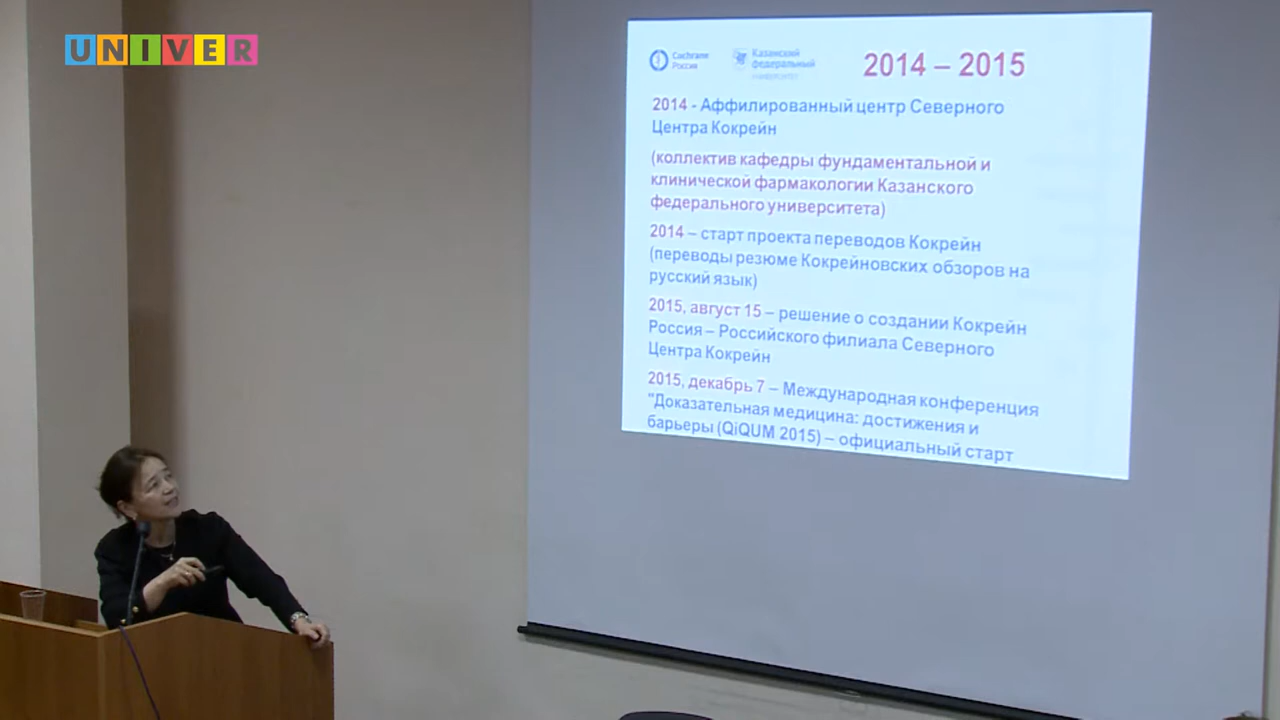 UNIVER
Cochrane
Россия
Казанский
федеральный
УНИВЕРСИТЕТ
2014 – 2015
2014 - Аффилированный центр Северного
Центра Кокрейн
(коллектив кафедры фундаментальной и
клинической фармакологии Казанского
федерального университета)
2014 – старт проекта переводов Кокрейн
(переводы резюме Кокрейновских обзоров на
русский язык)
2015, август 15 – решение о создании Кокрейн
Россия – Российского филиала Северного
Центра Кокрейн
2015, декабрь 7 – Международная конференция
"Доказательная медицина: достижения и
барьеры (QiQUM 2015) – официальный старт